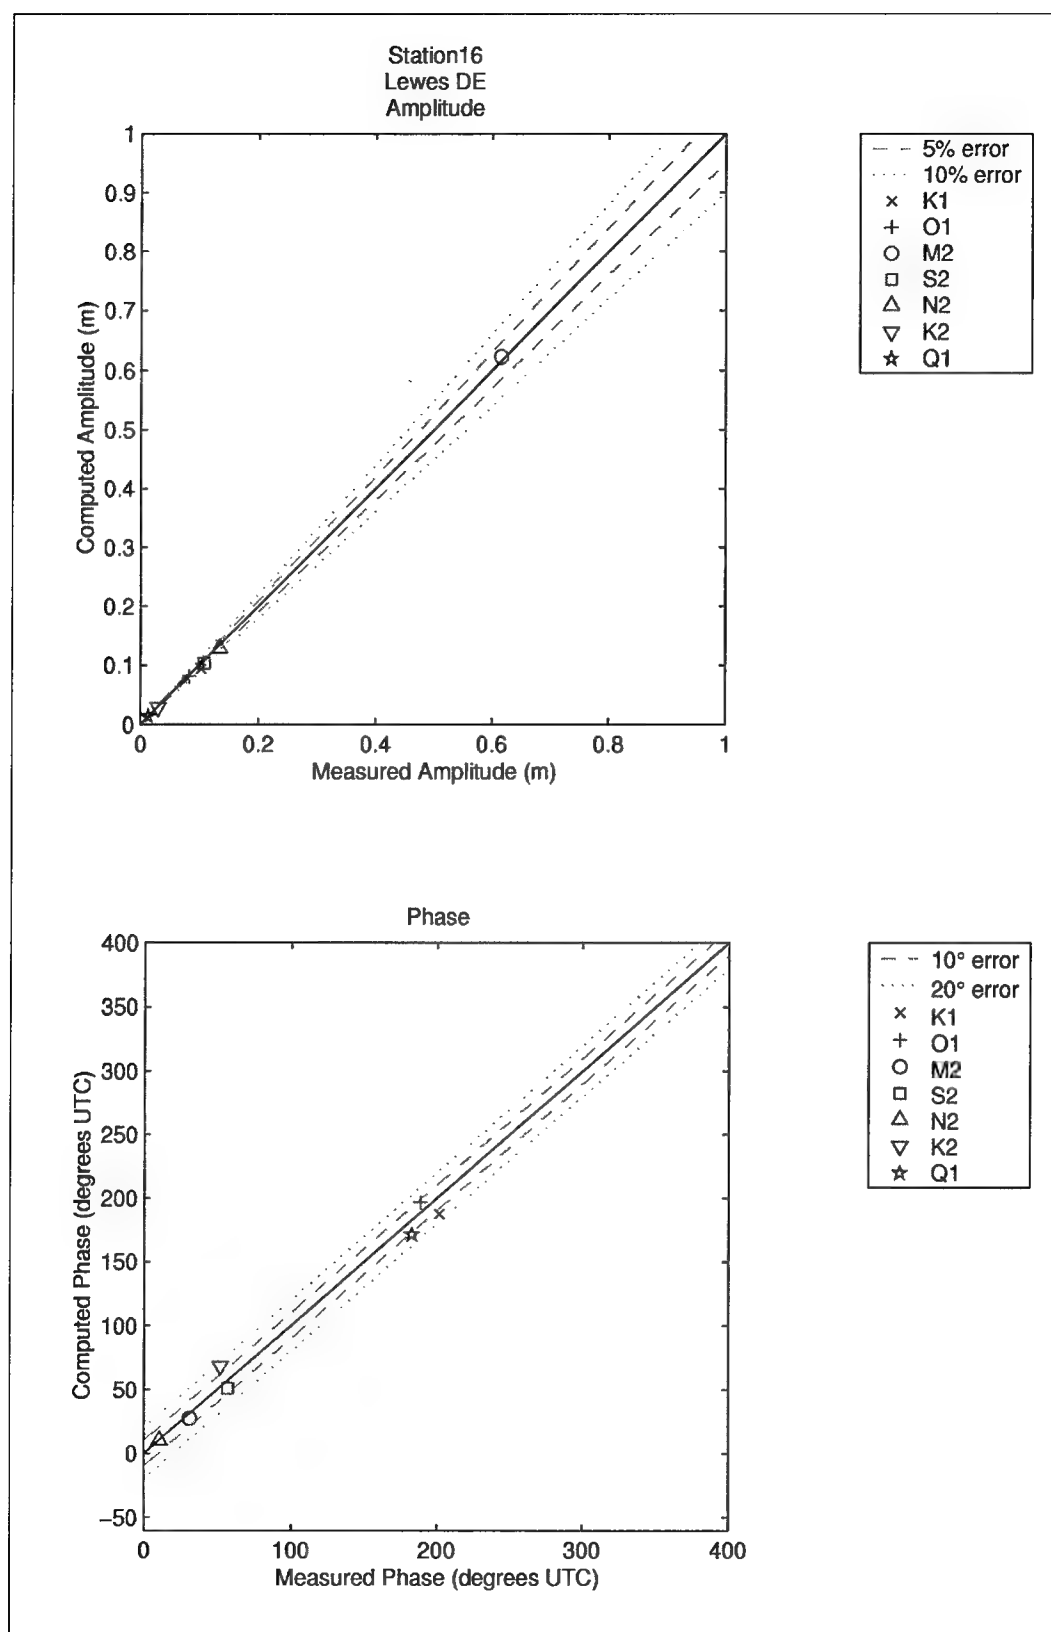 Station16
Lewes DE
Amplitude
1
0.9
0.8
0.7
0.6
0.5
0.4
0.3
0.2
0.1
0
Computed Amplitude (m)
0 0.2 0.4 0.6 0.8 1
Measured Amplitude (m)
5% error
10% error
K1
O1
M2
S2
N2
K2
Q1
Phase
400
350
300
250
200
150
100
50
0
−50
Computed Phase (degrees UTC)
0 100 200 300 400
Measured Phase (degrees UTC)
10° error
20° error
K1
O1
M2
S2
N2
K2
Q1